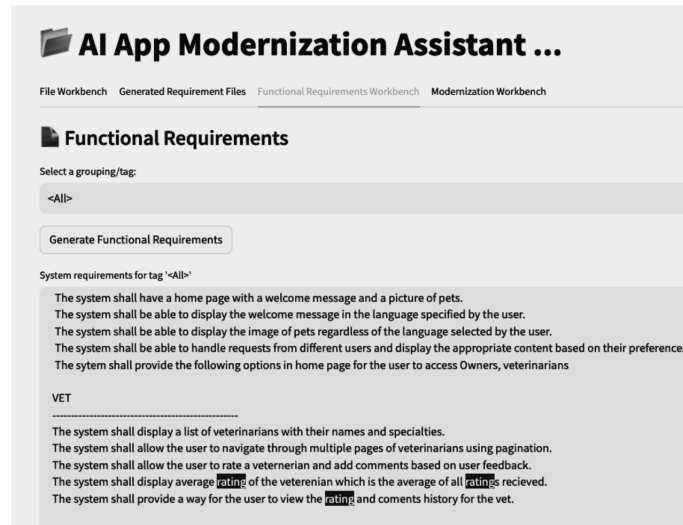 AI App Modernization Assistant ...
File Workbench Generated Requirement Files Functional Requirements Workbench Modernization Workbench
Functional Requirements
Select a grouping/tag:
<All>
Generate Functional Requirements
System requirements for tag '<All>'
The system shall have a home page with a welcome message and a picture of pets.
The system shall be able to display the welcome message in the language specified by the user.
The system shall be able to display the image of pets regardless of the language selected by the user.
The system shall be able to handle requests from different users and display the appropriate content based on their preference
The sytem shall provide the following options in home page for the user to access Owners, veterinarians
VET
--------------------------------------------------
The system shall display a list of veterinarians with their names and specialties.
The system shall allow the user to navigate through multiple pages of veterinarians using pagination.
The system shall allow the user to rate a veternerian and add comments based on user feedback.
The system shall display average rating of the veterenian which is the average of all ratings recieved.
The system shall provide a way for the user to view the rating and coments history for the vet.